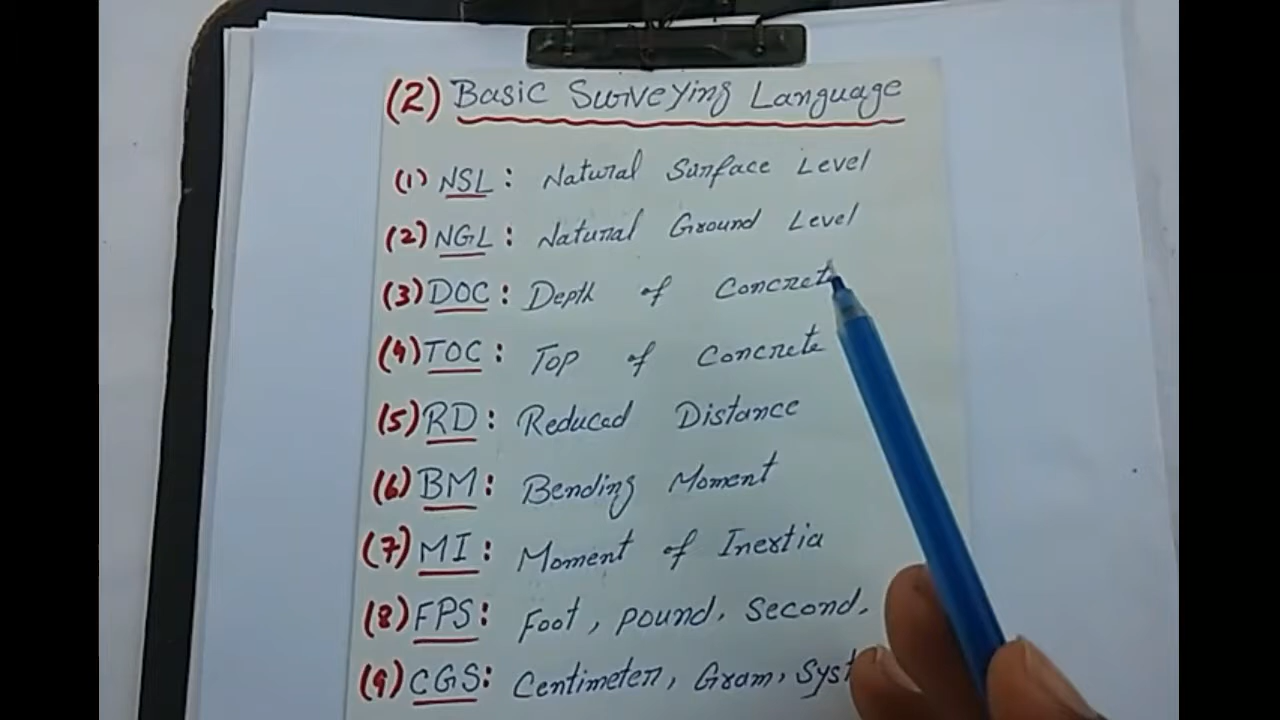 (2) Basic Surveying Language
(1) NSL: Natural Surface Level
(2) NGL: Natural Ground Level
(3) DOC: Depth of Concret
(4) TOC: Top of Concrete
(5) RD: Reduced Distance
(6) BM: Bending Moment
(7) MI: Moment of Inertia
(8) FPS: Foot, pound, Second.
(9) CGS: Centimeter, Gram, Syst